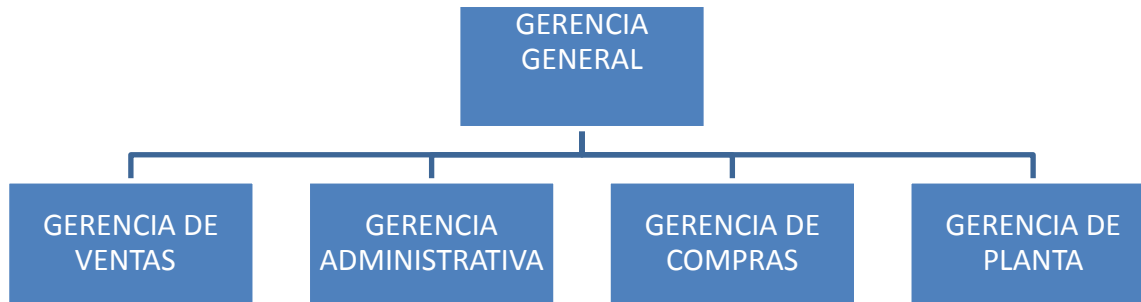 GERENCIA
GENERAL
GERENCIA DE
VENTAS
GERENCIA
ADMINISTRATIVA
GERENCIA DE
COMPRAS
GERENCIA DE
PLANTA